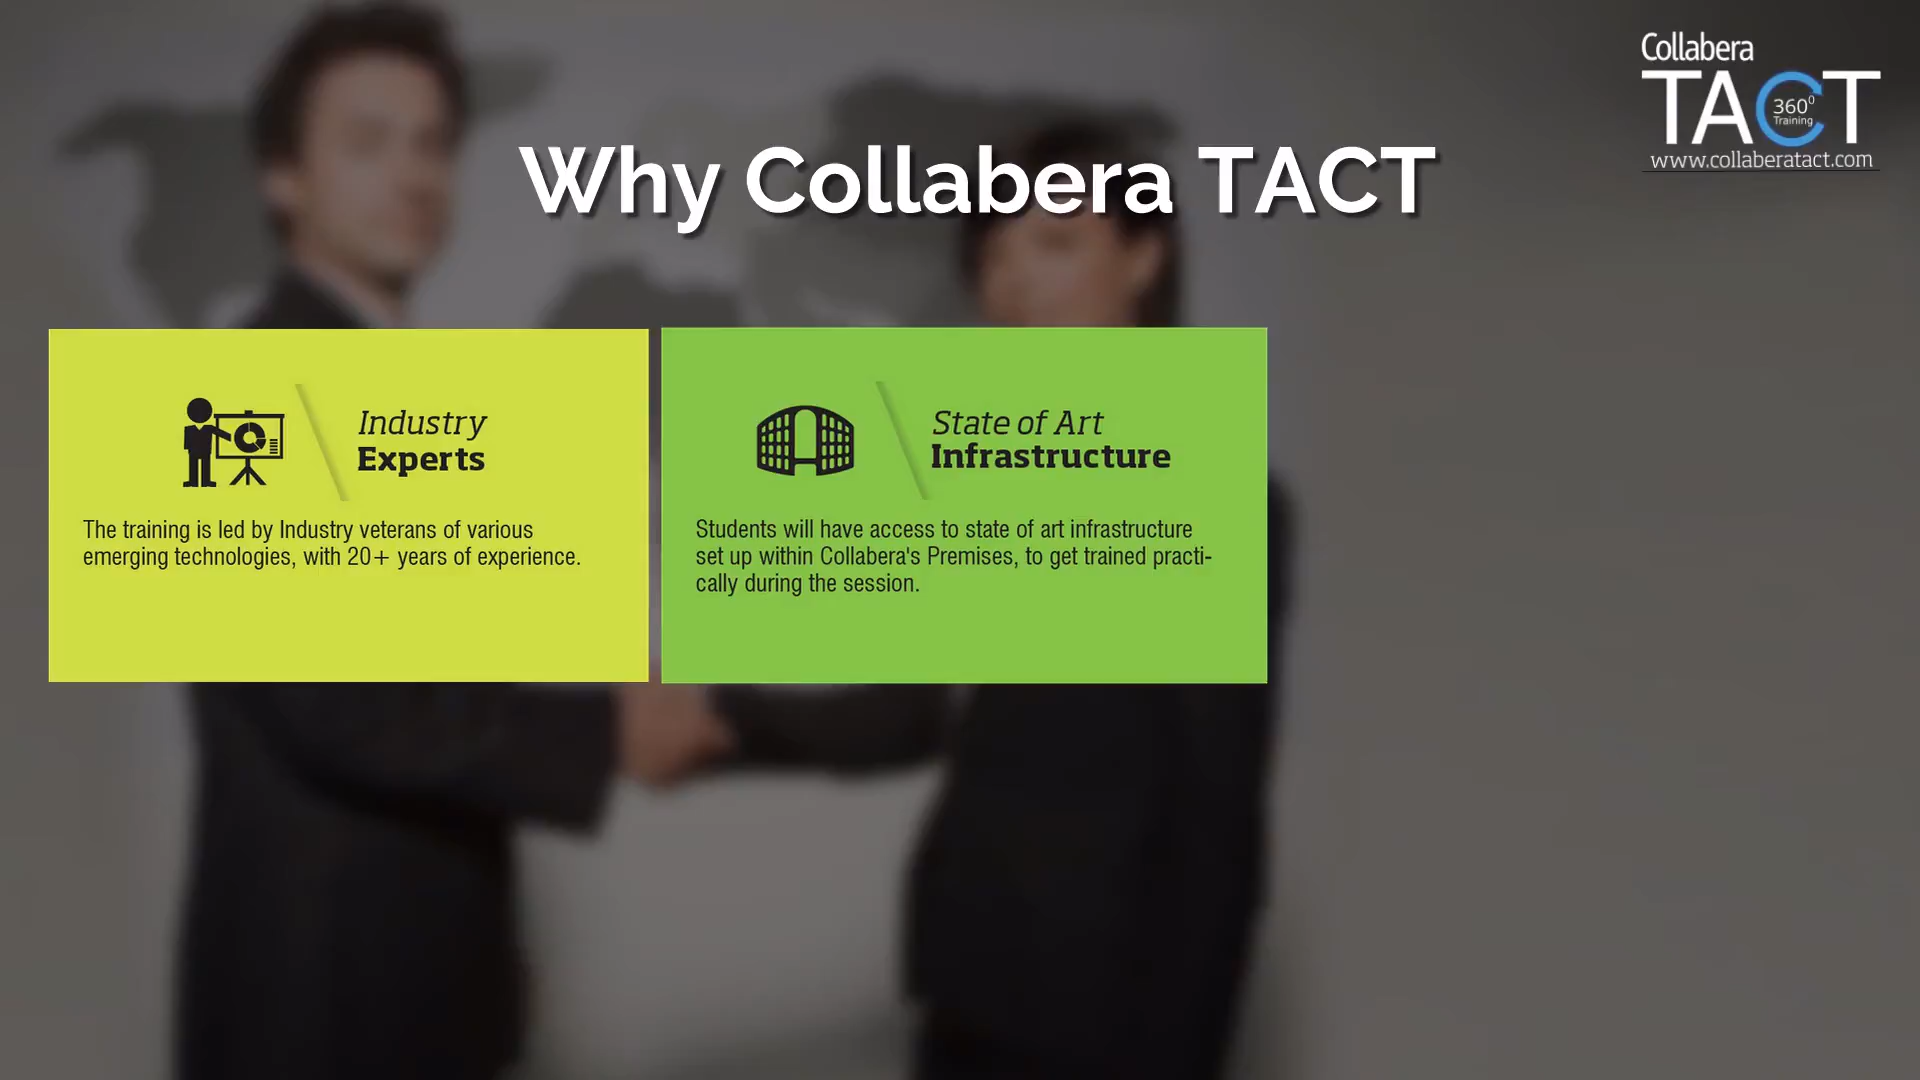 Collabera
TACT
360⁰
Training
www.collaberatact.com
Why Collabera TACT
Industry
Experts
The training is led by Industry veterans of various
emerging technologies, with 20+ years of experience.
State of Art
Infrastructure
Students will have access to state of art infrastructure
set up within Collabera's Premises, to get trained practi-
cally during the session.